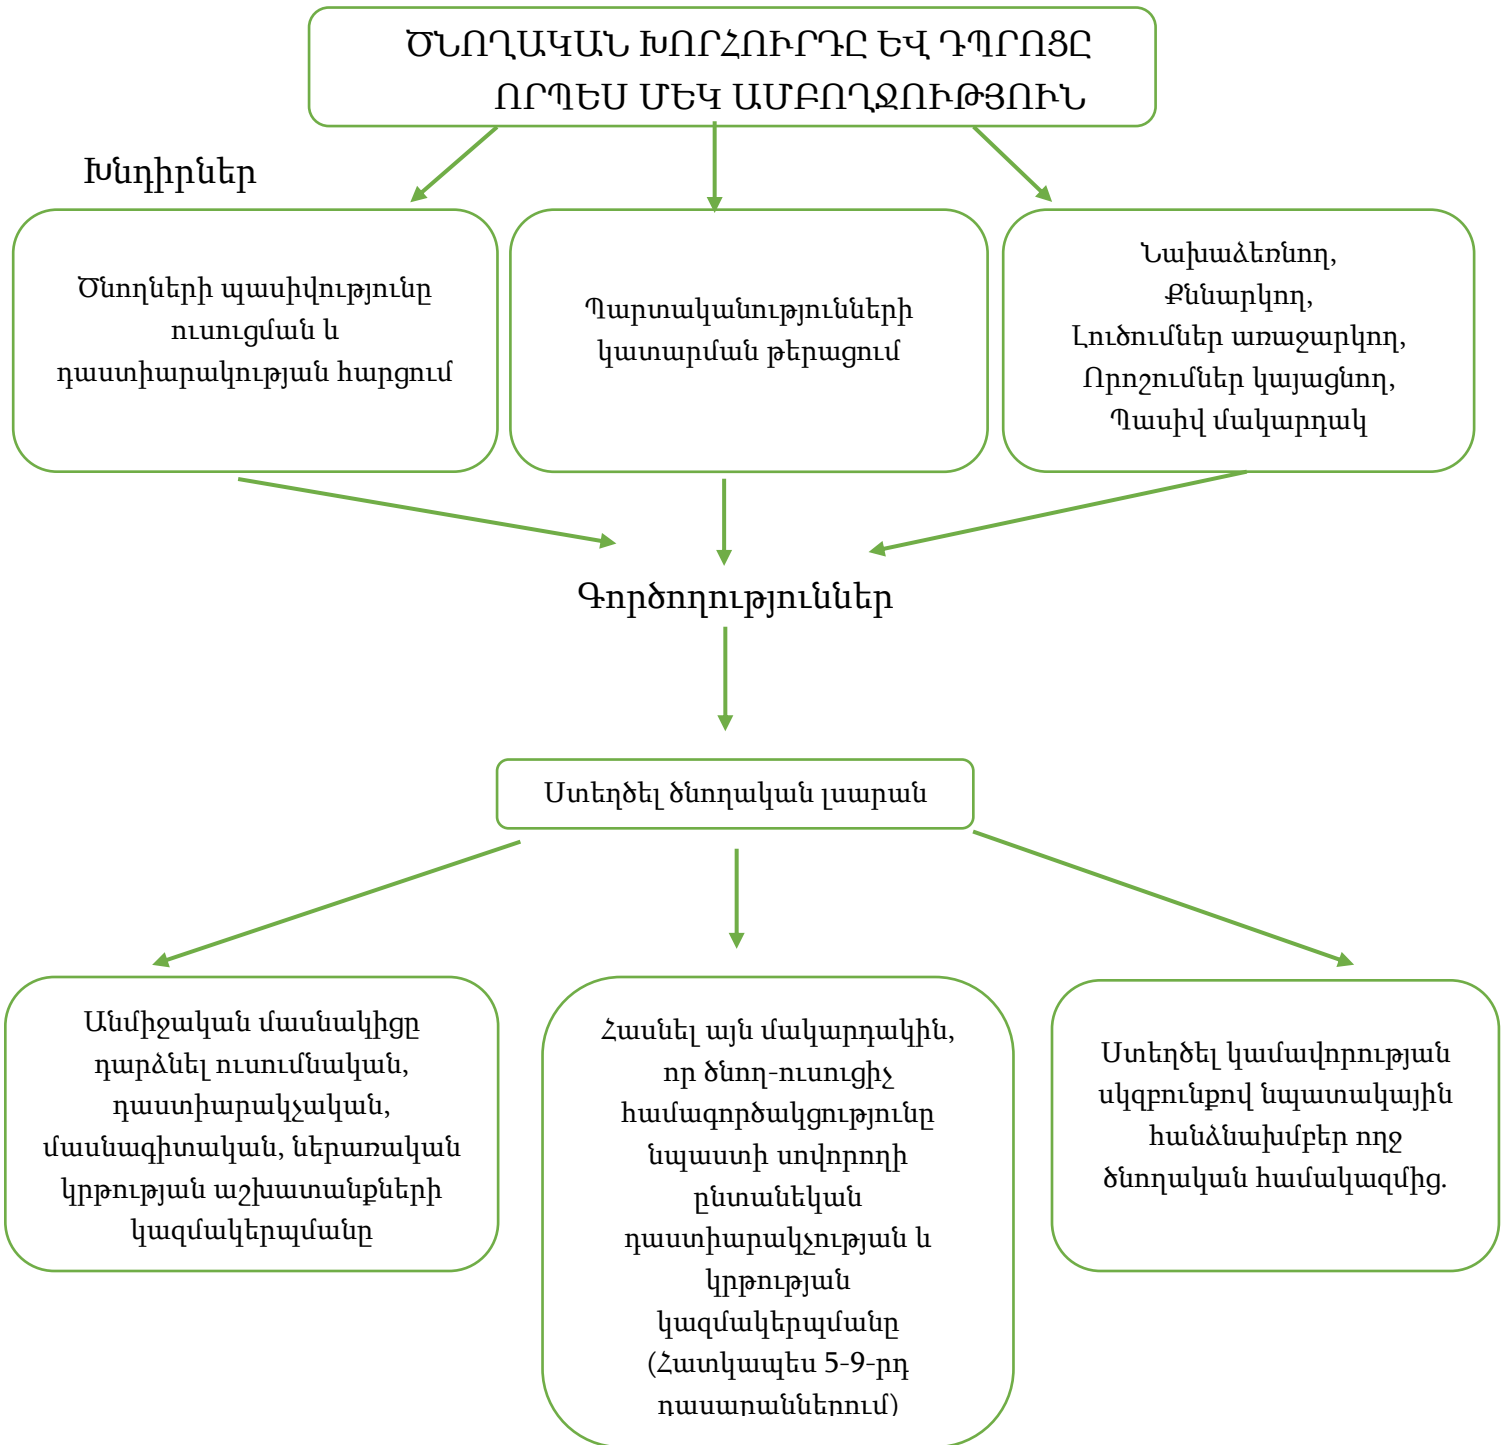 ԾՆՈՂԱԿԱՆ ԽՈՐՀՈՒՐԴԸ ԵՎ ԴՊՐՈՑԸ
ՈՐՊԵՍ ՄԵԿ ԱՄԲՈՂՋՈՒԹՅՈՒՆ
Խնդիրներ
Ծնողների պասիվությունը
ուսուցման և
դաստիարակության հարցում
Պարտականությունների
կատարման թերացում
Նախաձեռնող,
Քննարկող,
Լուծումներ առաջարկող,
Որոշումներ կայացնող,
Պասիվ մակարդակ
Գործողություններ
Ստեղծել ծնողական լսարան
Անմիջական մասնակիցը
դարձնել ուսումնական,
դաստիարակչական,
մասնագիտական, ներառական
կրթության աշխատանքների
կազմակերպմանը
Հասնել այն մակարդակին,
որ ծնող-ուսուցիչ
համագործակցությունը
նպաստի սովորողի
ընտանեկան
դաստիարակչության և
կրթության
կազմակերպմանը
(Հատկապես 5-9-րդ
դասարաններում)
Ստեղծել կամավորության
սկզբունքով նպատակային
հանձնախմբեր ողջ
ծնողական համակազմից.